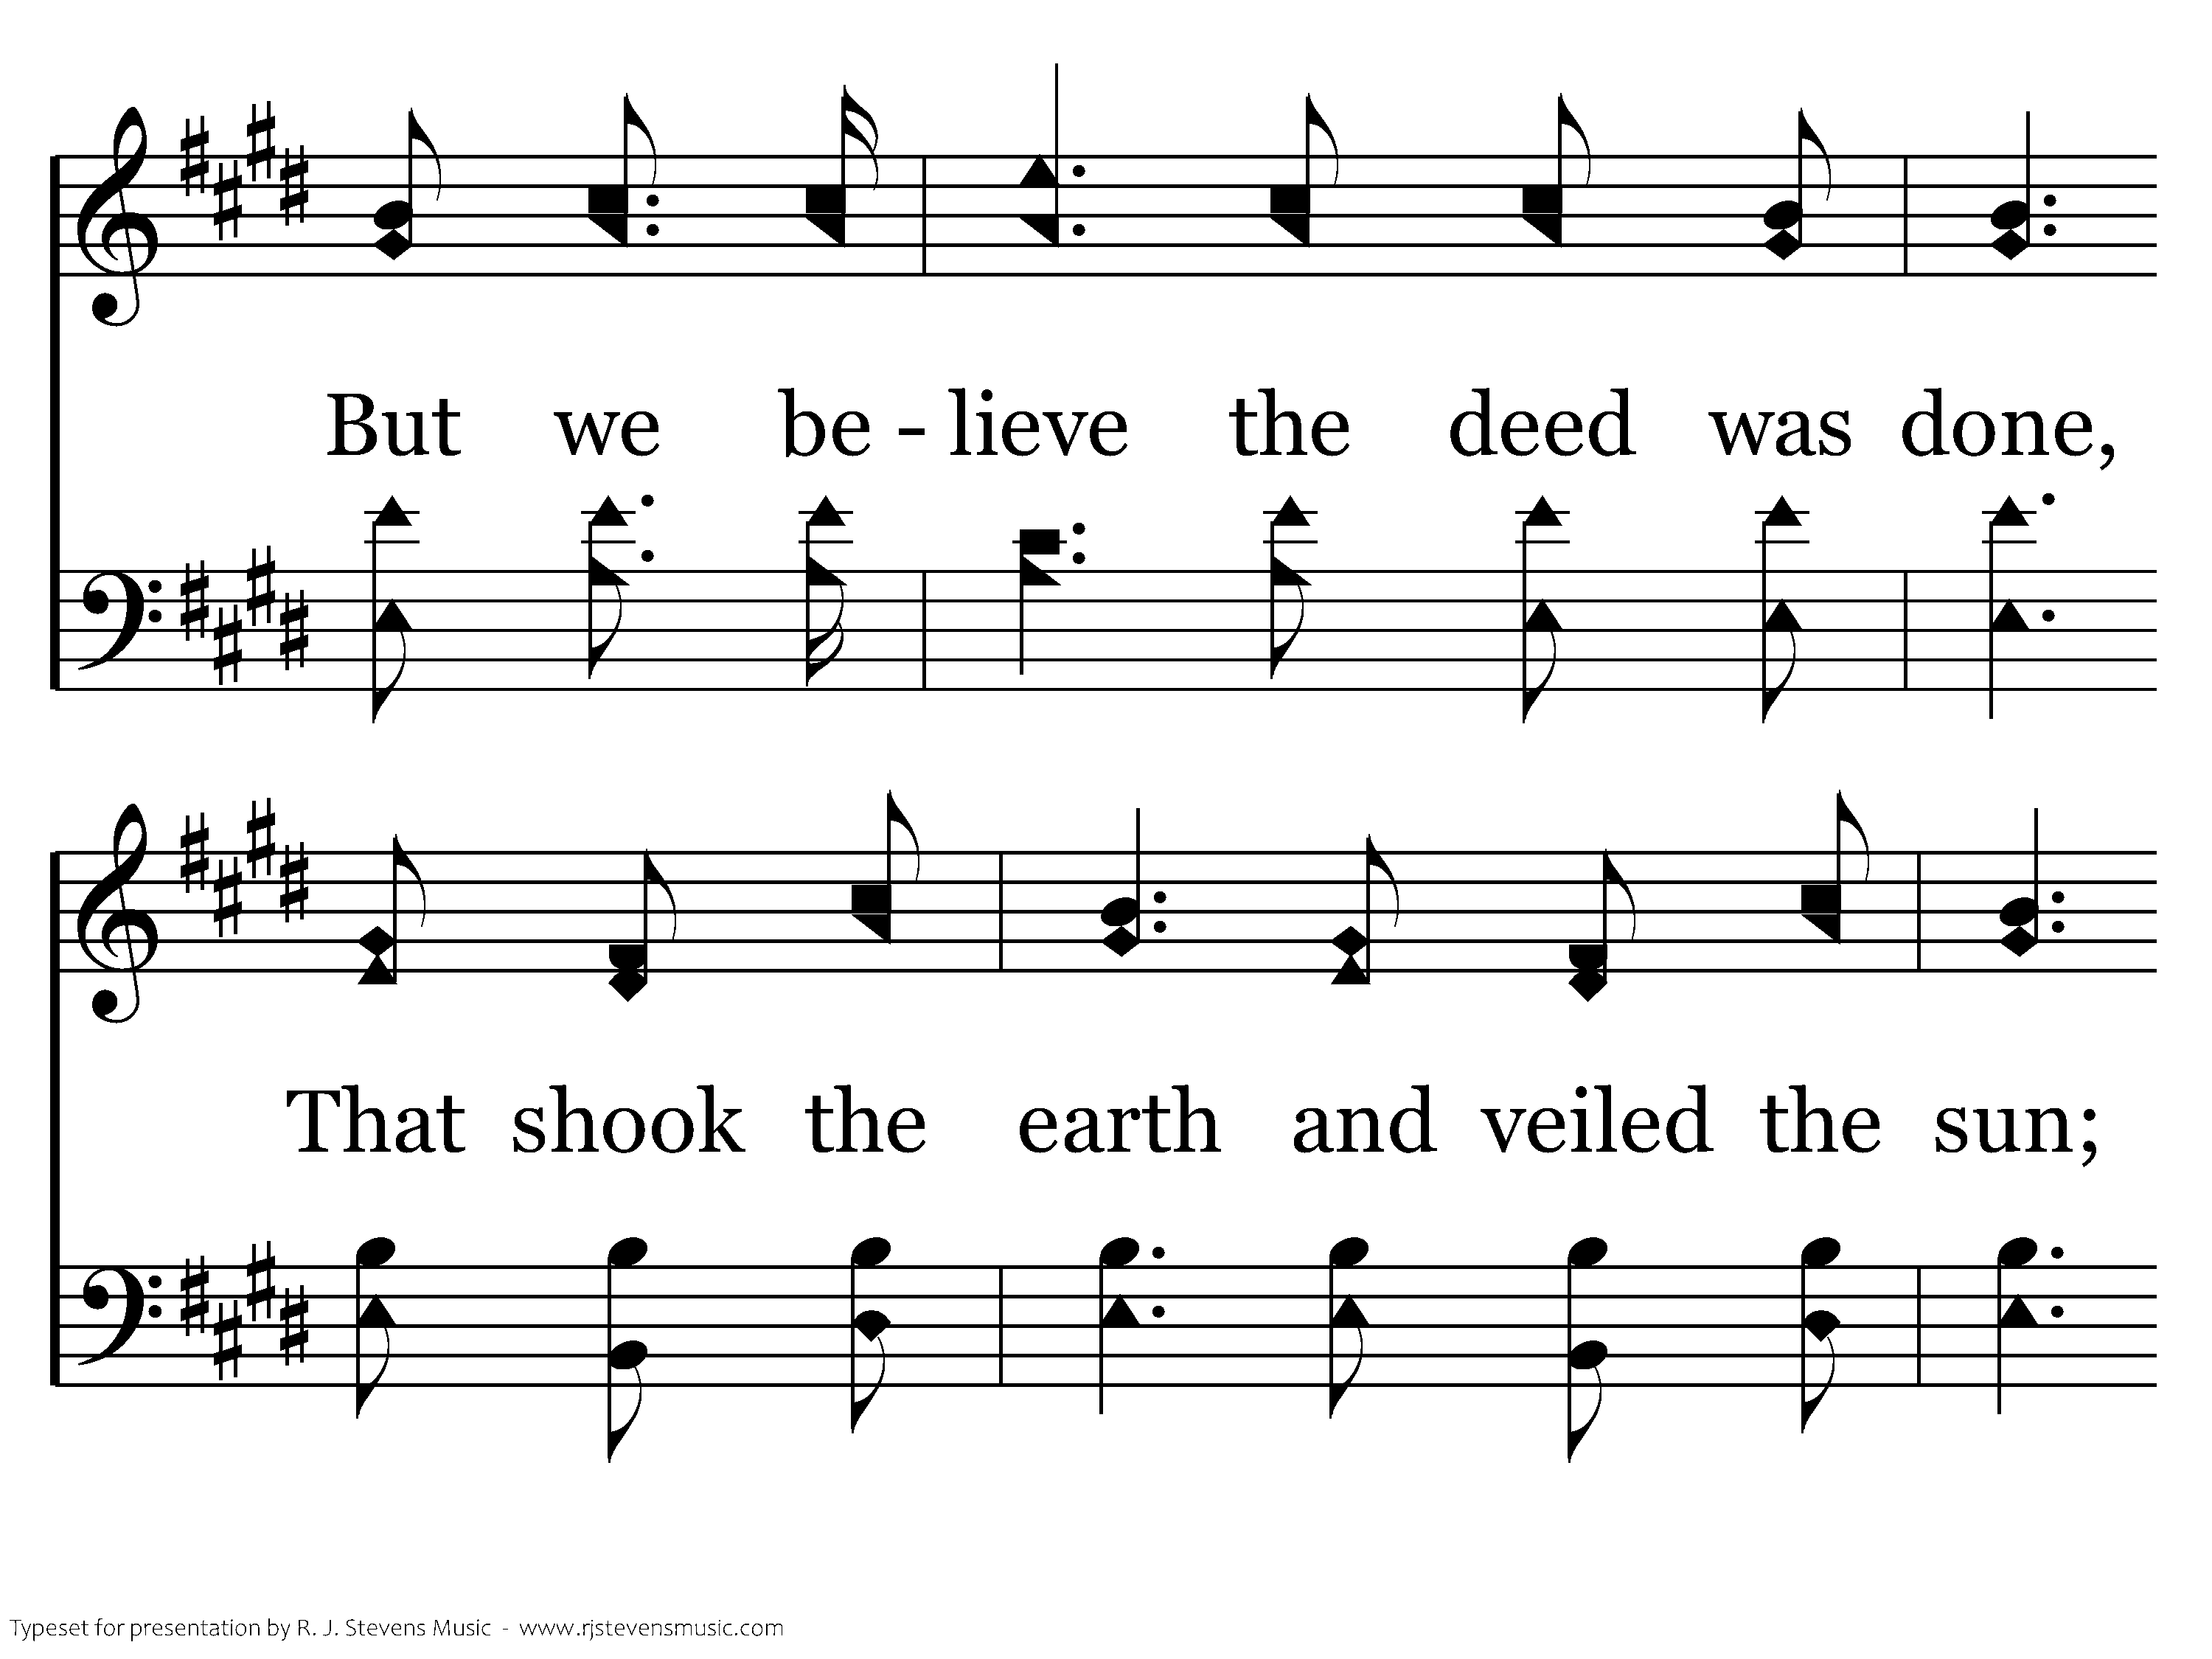 But we be - lieve the deed was done,
That shook the earth and veiled the sun;
Typeset for presentation by R. J. Stevens Music - www.rjstevensmusic.com